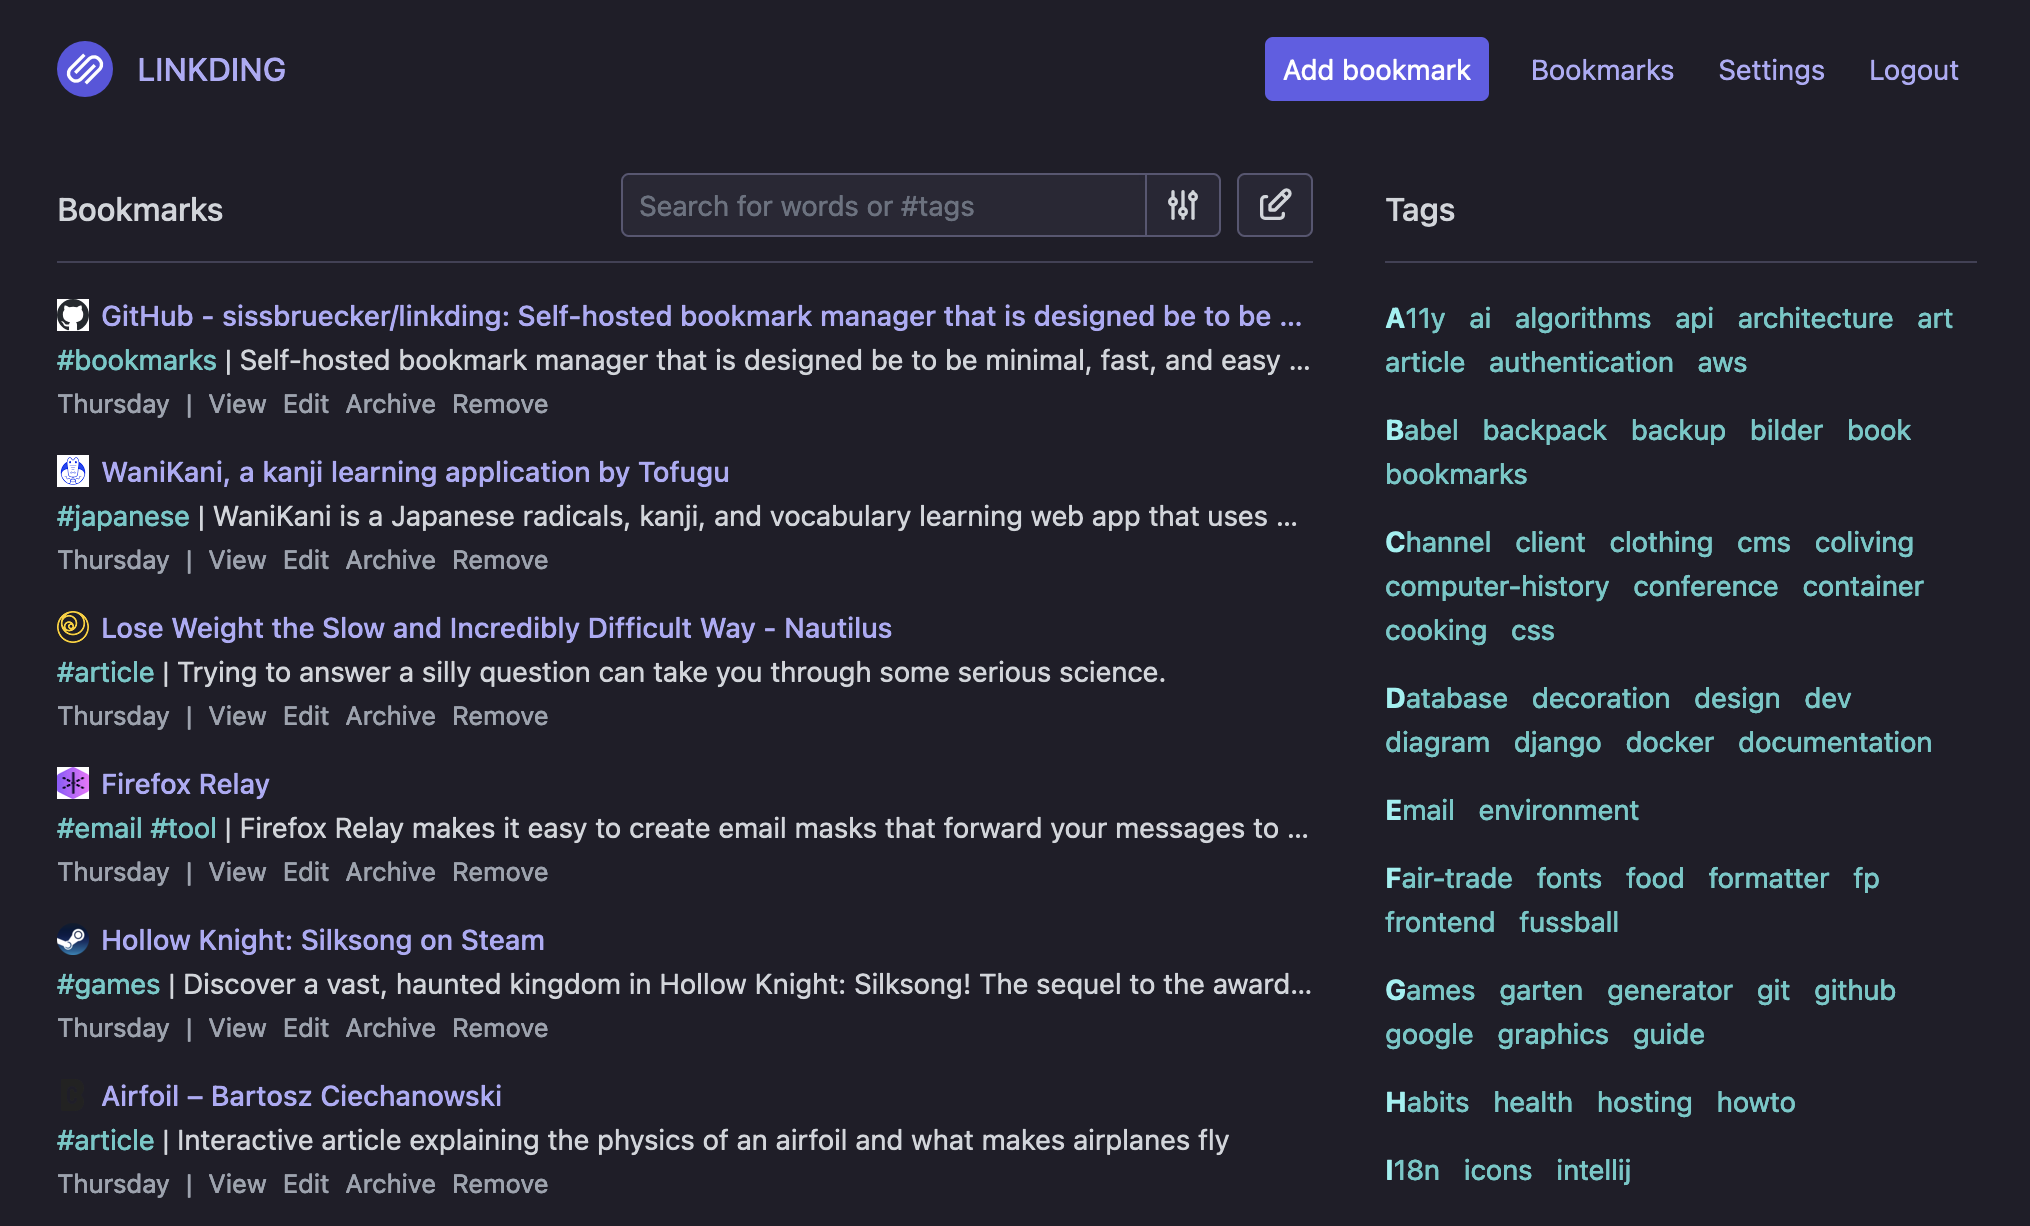 LINKDING
Add bookmark Bookmarks Settings Logout
Bookmarks
Search for words or #tags
GitHub - sissbruecker/linkding: Self-hosted bookmark manager that is designed be to be ...
#bookmarks | Self-hosted bookmark manager that is designed be to be minimal, fast, and easy ...
Thursday | View Edit Archive Remove
WaniKani, a kanji learning application by Tofugu
#japanese | WaniKani is a Japanese radicals, kanji, and vocabulary learning web app that uses ...
Thursday | View Edit Archive Remove
Lose Weight the Slow and Incredibly Difficult Way - Nautilus
#article | Trying to answer a silly question can take you through some serious science.
Thursday | View Edit Archive Remove
Firefox Relay
#email #tool | Firefox Relay makes it easy to create email masks that forward your messages to ...
Thursday | View Edit Archive Remove
Hollow Knight: Silksong on Steam
#games | Discover a vast, haunted kingdom in Hollow Knight: Silksong! The sequel to the award...
Thursday | View Edit Archive Remove
Airfoil – Bartosz Ciechanowski
#article | Interactive article explaining the physics of an airfoil and what makes airplanes fly
Thursday | View Edit Archive Remove
Tags
A11y ai algorithms api architecture art
article authentication aws
Babel backpack backup bilder book
bookmarks
Channel client clothing cms coliving
computer-history conference container
cooking css
Database decoration design dev
diagram django docker documentation
Email environment
Fair-trade fonts food formatter fp
frontend fussball
Games garten generator git github
google graphics guide
Habits health hosting howto
I18n icons intellij